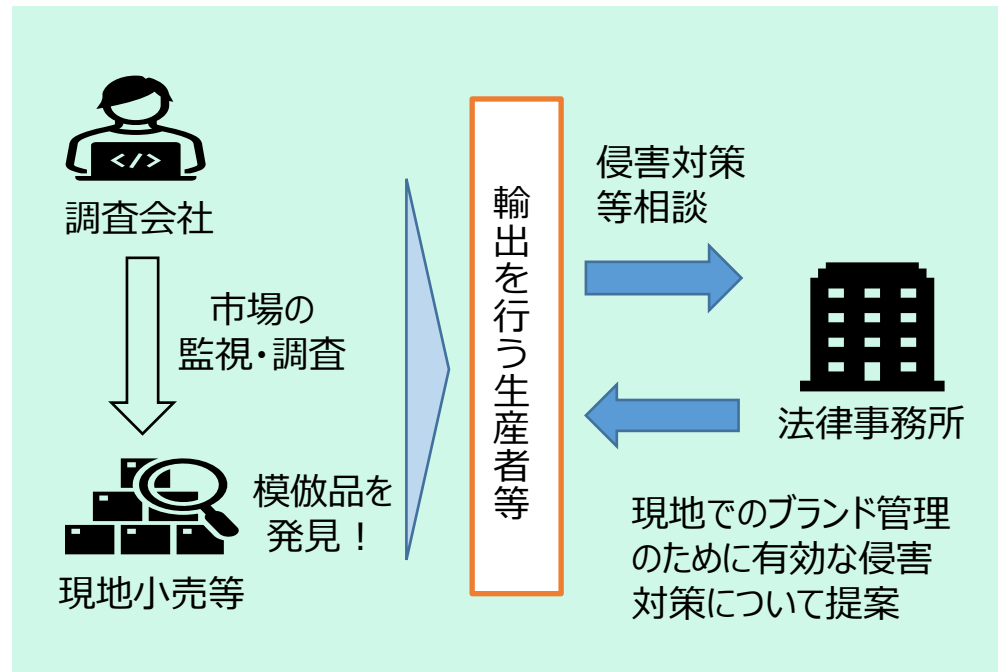 </>
調査会社
市場の
監視・調査
模倣品を
発見！
現地小売等
輸出を行う生産者等
侵害対策
等相談
法律事務所
現地でのブランド管理
のために有効な侵害
対策について提案